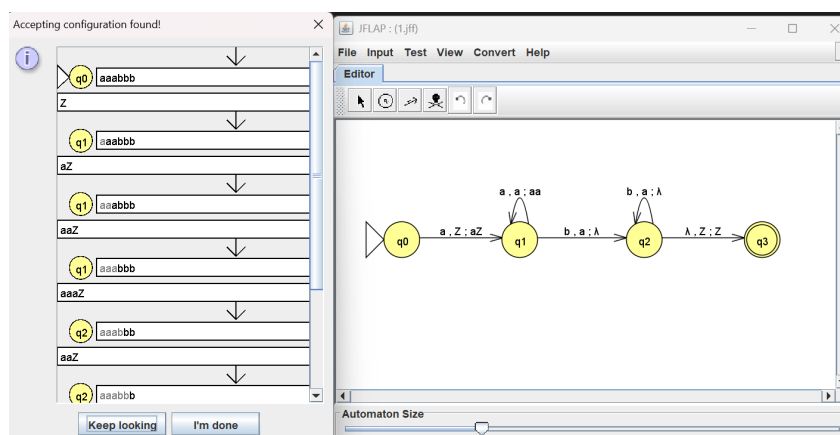 Accepting configuration found!
q0 aaabbb
Z
q1 aaabbb
aZ
q1 aaabbb
aaZ
q1 aaabbb
aaaZ
q2 aaabbb
aaZ
q2 aaabbb
Keep looking
I'm done
JFLAP : (1.jff)
File Input Test View Convert Help
Editor
a , a ; aa
b , a ; λ
q0
a , Z ; aZ
q1
b , a ; λ
q2
λ , Z ; Z
q3
Automaton Size